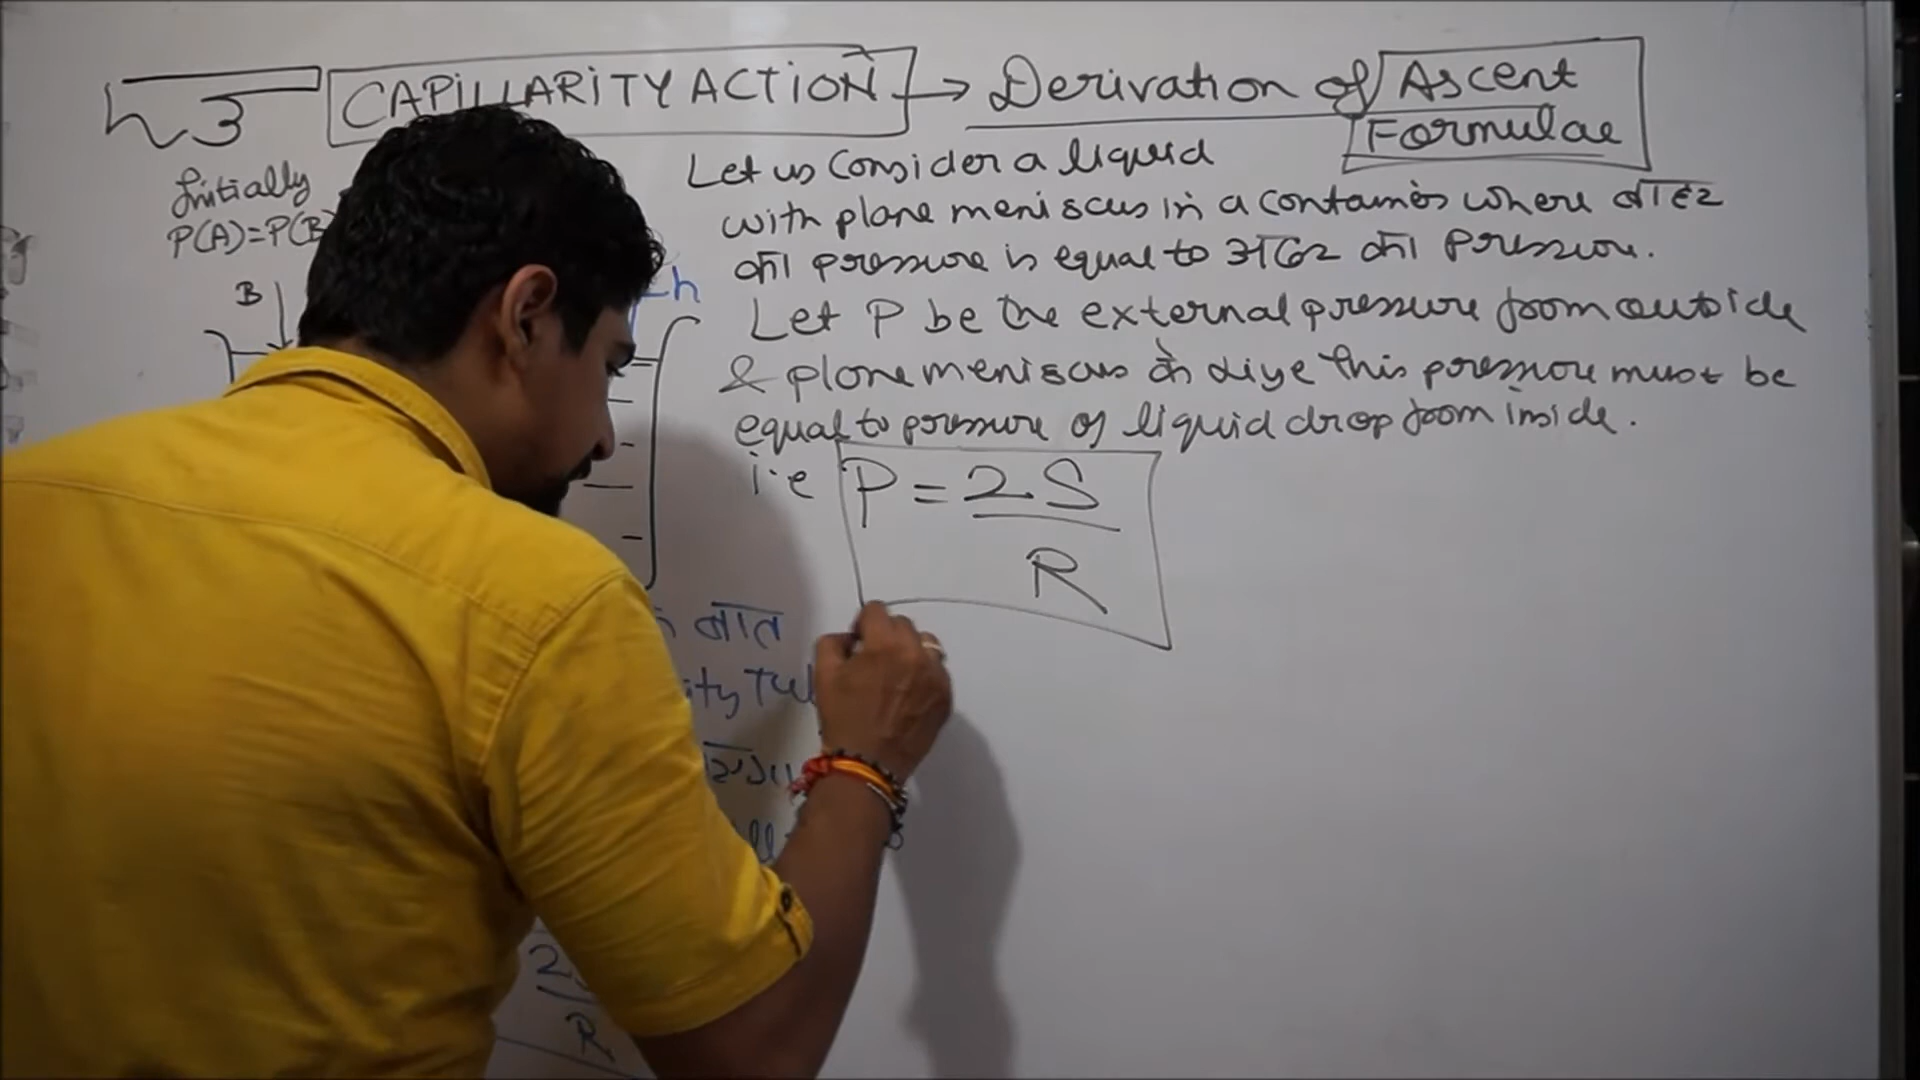 L 3
CAPILLARITY ACTION → Derivation of Ascent
Formulae
Initially
P(A)=P(B)
B
h
Let us Consider a liquid
with plane meniscus in a container where बाहर
का pressure is equal to अंदर का Pressure.
Let P be the external pressure from outside
& plane meniscus के liye this pressure must be
equal to pressure of liquid drop from inside.
i.e P = 2S
R
बात
ity Tu
2
R